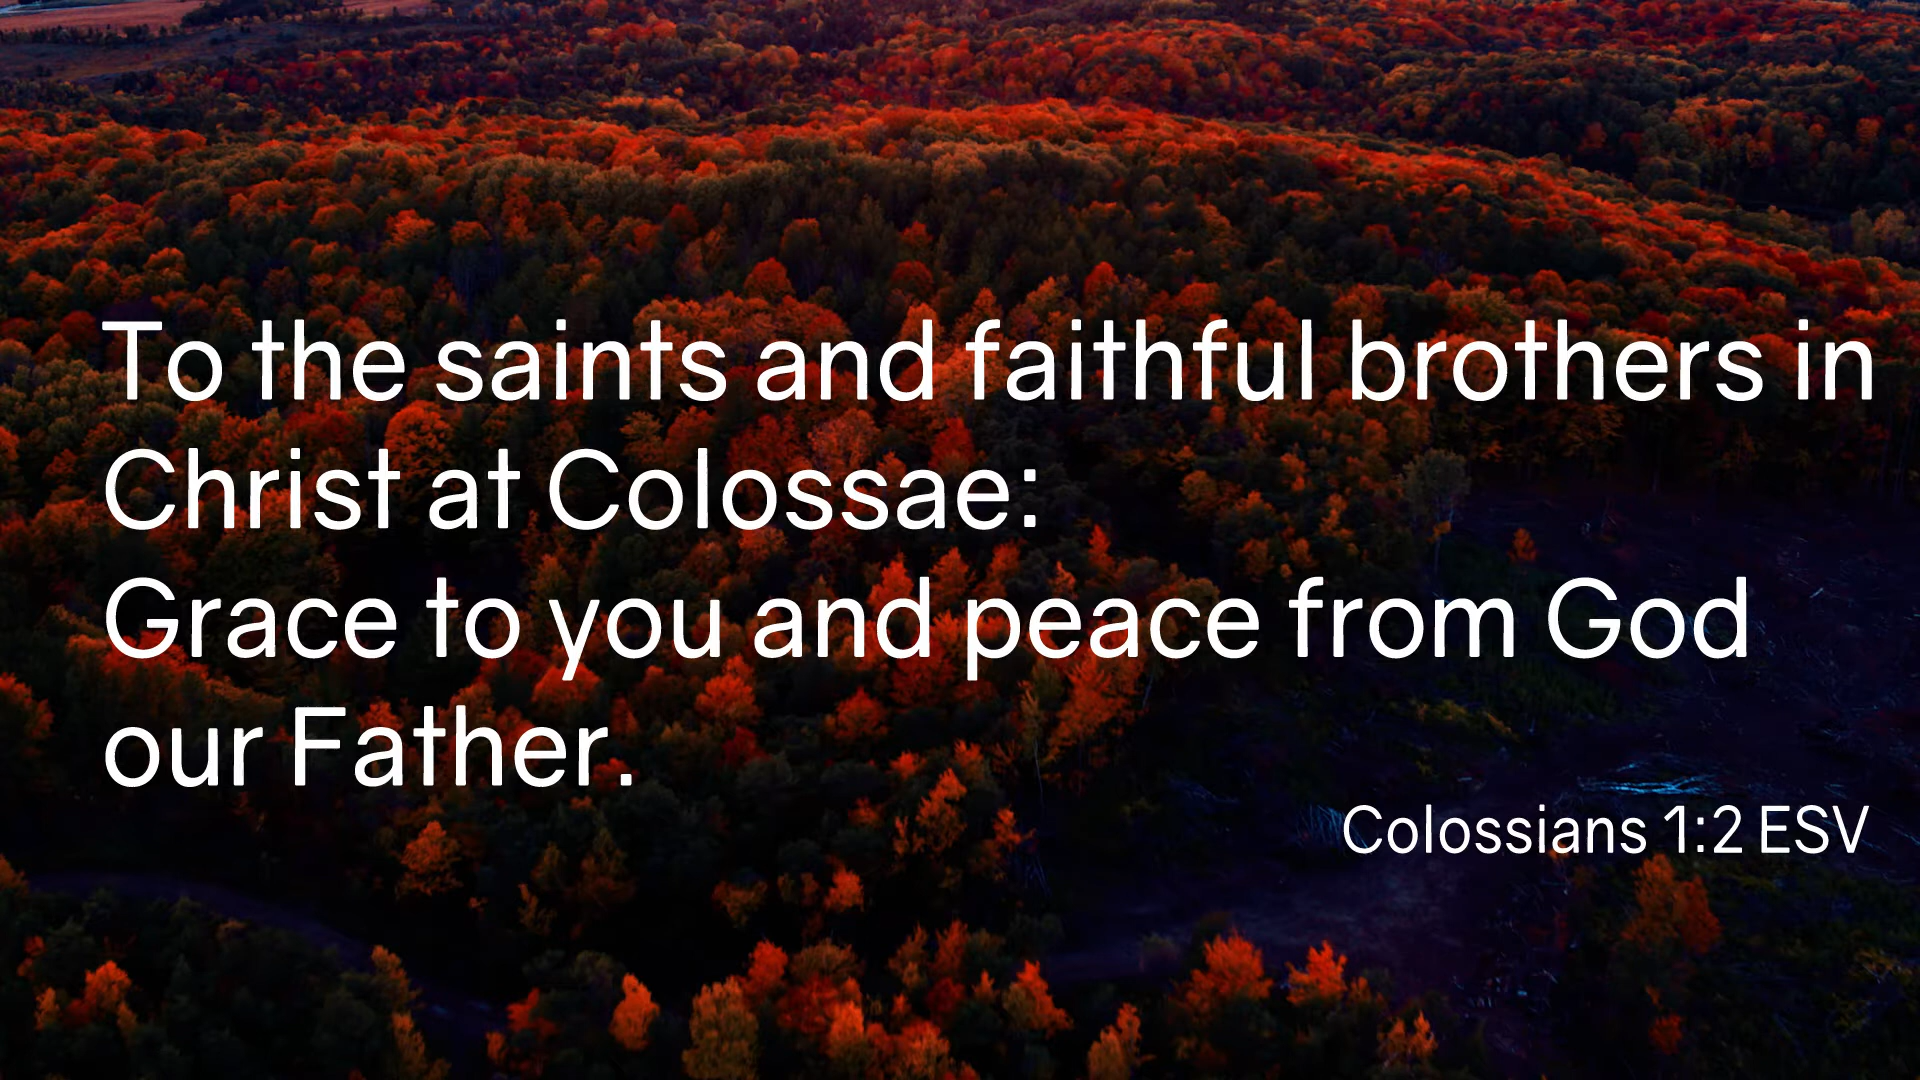 To the saints and faithful brothers in
Christ at Colossae:
Grace to you and peace from God
our Father.
Colossians 1:2 ESV